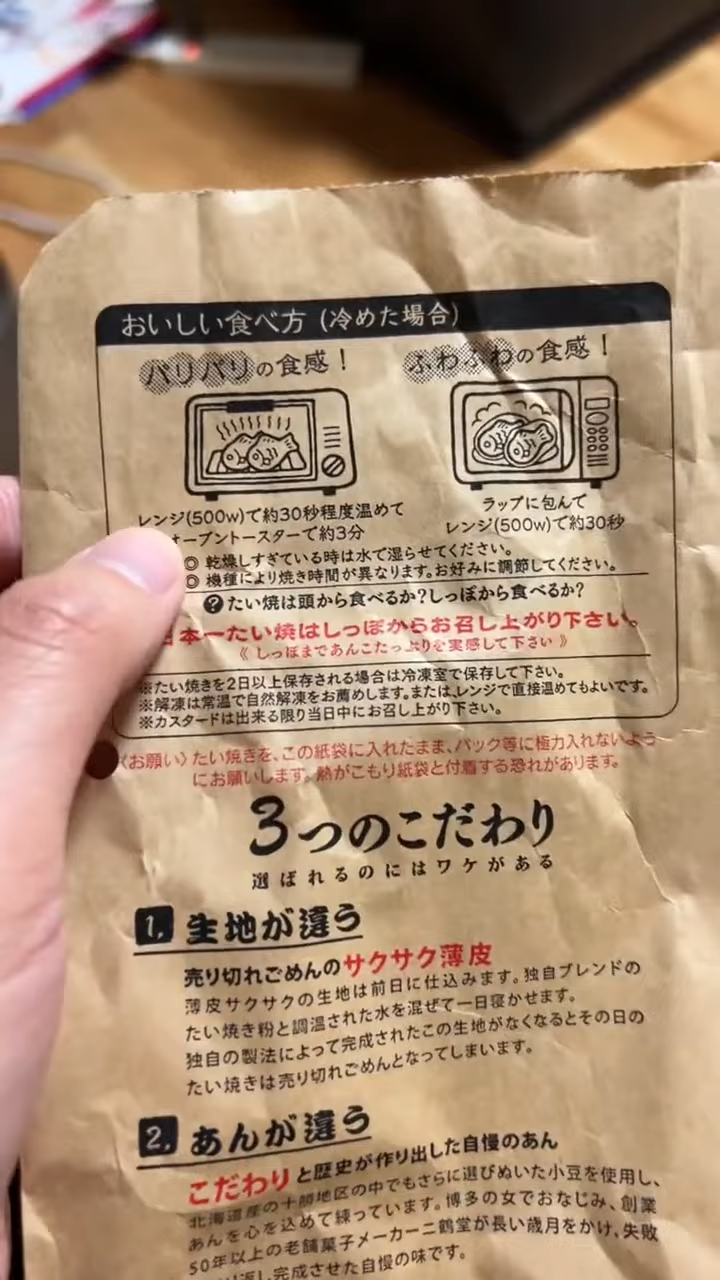 おいしい食べ方(冷めた場合)
パリパリの食感!
ふわふわの食感!
レンジ(500w)で約30秒程度温めて
オーブントースターで約3分
ラップに包んで
レンジ(500w)で約30秒
◎ 乾燥しすぎている時は水で湿らせてください。
◎ 機種により焼き時間が異なります。お好みに調節してください。
?たい焼は頭から食べるか?しっぽから食べるか?
本一たい焼はしっぽからお召し上がり下さい。
《 しっぽまであんこたっぷりを実感して下さい 》
※たい焼きを2日以上保存される場合は冷凍室で保存して下さい。
※解凍は常温で自然解凍をお薦めします。または、レンジで直接温めてもよいです。
※カスタードは出来る限り当日中にお召し上がり下さい。
《お願い》たい焼きを、この紙袋に入れたまま、パック等に極力入れないよう
にお願いします。熱がこもり紙袋と付着する恐れがあります。
3つのこだわり
選ばれるのにはワケがある
1. 生地が違う
売り切れごめんのサクサク薄皮
薄皮サクサクの生地は前日に仕込みます。独自ブレンドの
たい焼き粉と調温された水を混ぜて一日寝かせます。
独自の製法によって完成されたこの生地がなくなるとその日の
たい焼きは売り切れごめんとなってしまいます。
2. あんが違う
こだわりと歴史が作り出した自慢のあん
北海道産の十勝地区の中でもさらに選びぬいた小豆を使用し、
あんを心を込めて練っています。博多の女でおなじみ、創業
50年以上の老舗菓子メーカー二鶴堂が長い歳月をかけ、失敗
返し完成させた自慢の味です。